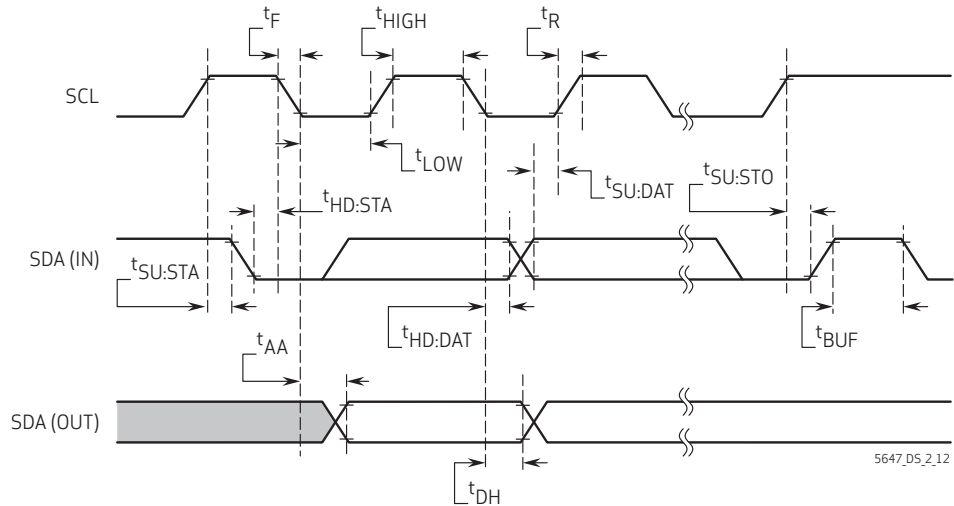 tF
tHIGH
tR
SCL
tLOW
tSU:DAT
tSU:STO
tHD:STA
SDA (IN)
tSU:STA
tHD:DAT
tBUF
tAA
SDA (OUT)
5647_DS_2_12
tDH